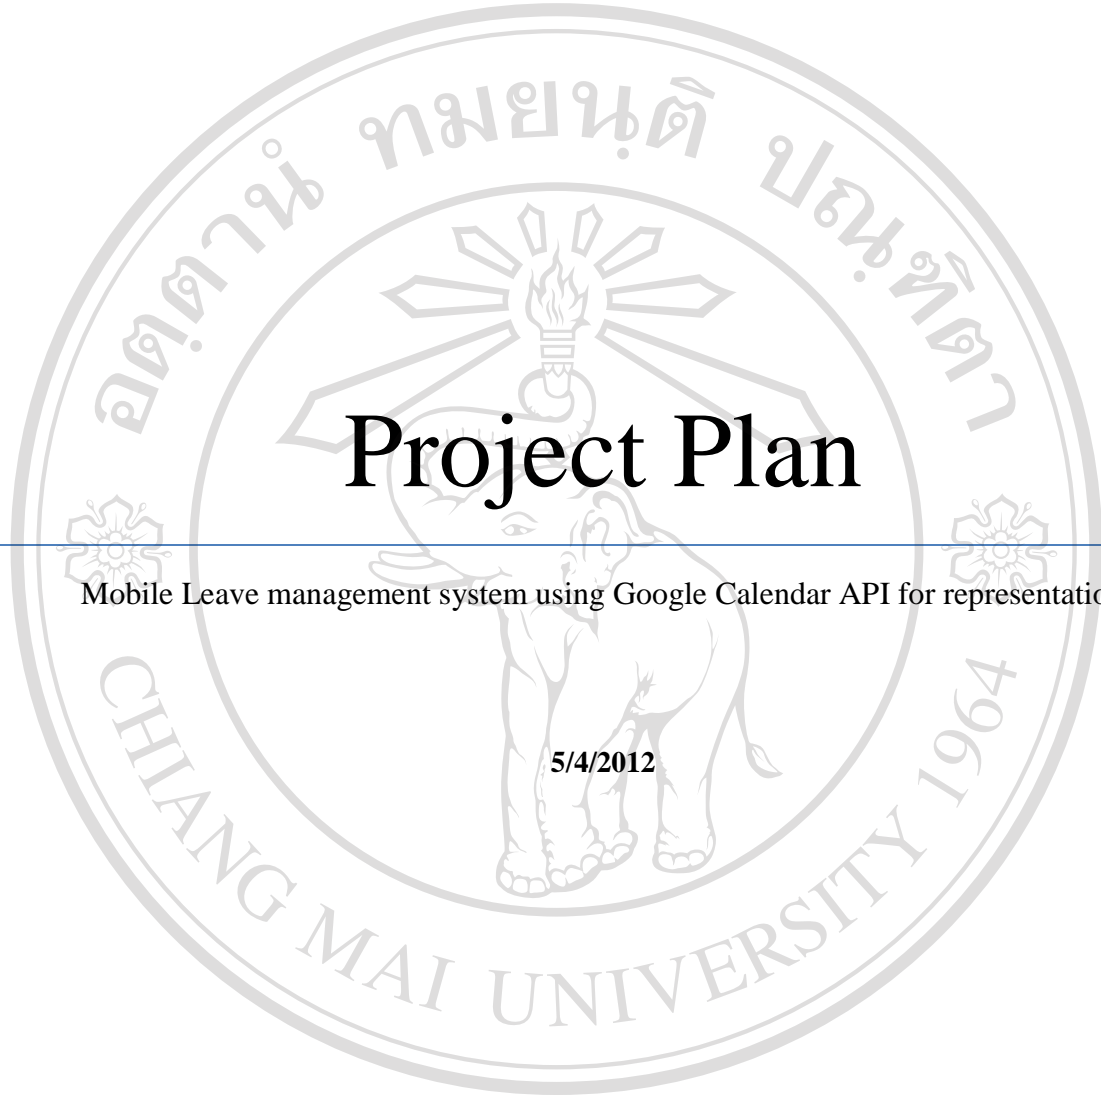 อตฺตานํ ทมยนฺติ ปณฺฑิตา
Project Plan
Mobile Leave management system using Google Calendar API for representatio
5/4/2012
CHIANG MAI UNIVERSITY 1964